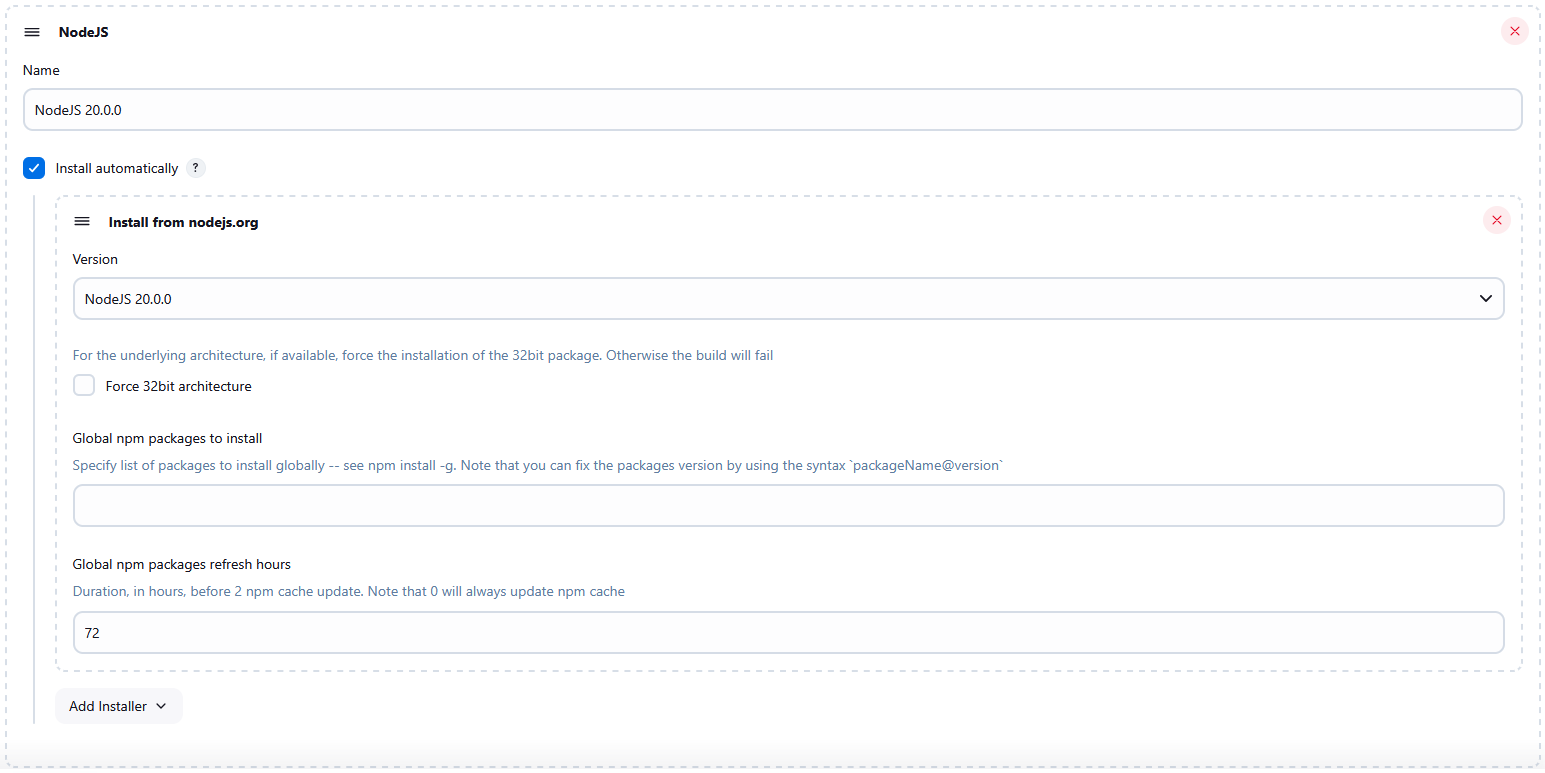 NodeJS
Name
NodeJS 20.0.0
Install automatically ?
Install from nodejs.org
Version
NodeJS 20.0.0
For the underlying architecture, if available, force the installation of the 32bit package. Otherwise the build will fail
Force 32bit architecture
Global npm packages to install
Specify list of packages to install globally -- see npm install -g. Note that you can fix the packages version by using the syntax `packageName@version`
Global npm packages refresh hours
Duration, in hours, before 2 npm cache update. Note that 0 will always update npm cache
72
Add Installer